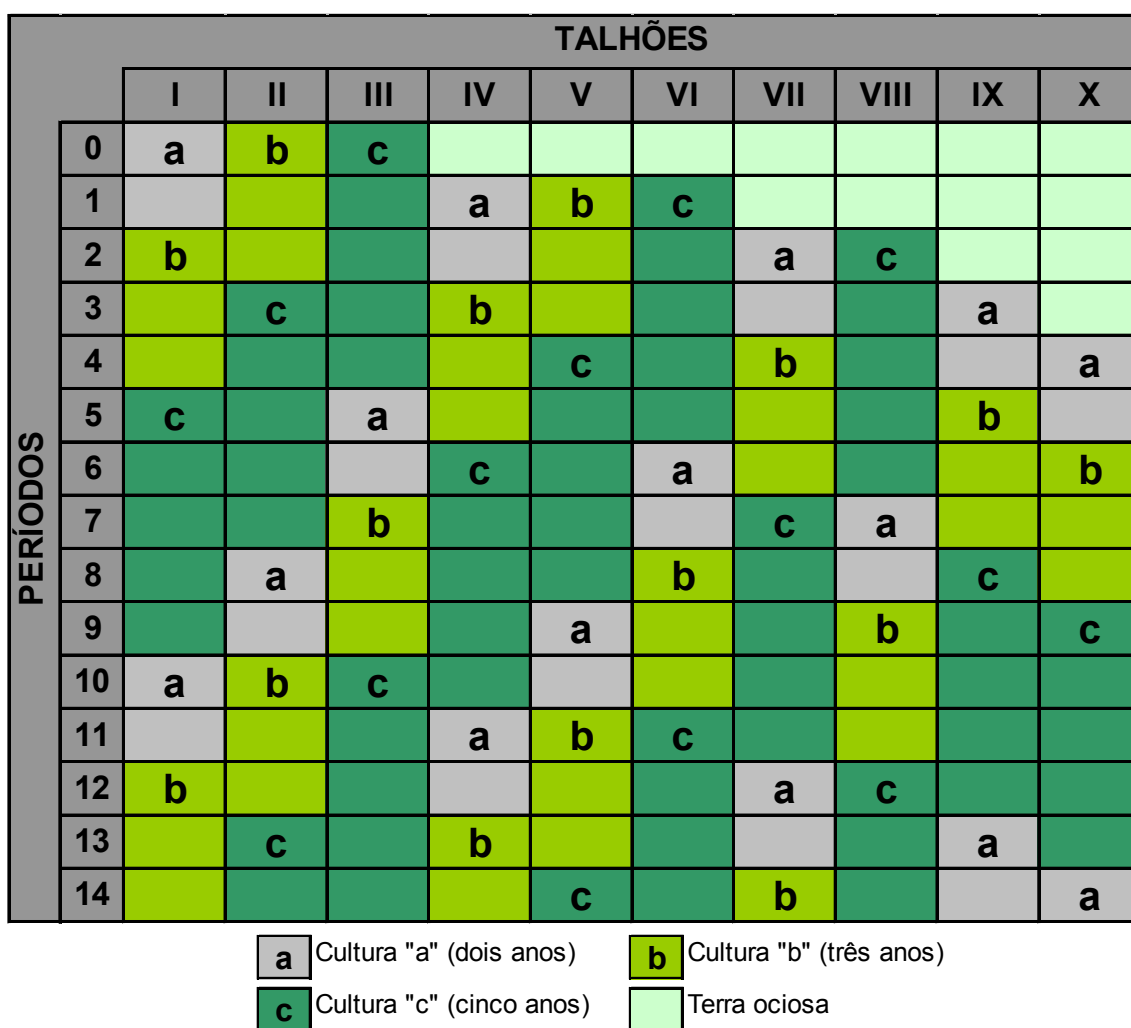 TALHÕES
I II III IV V VI VII VIII IX X
PERÍODOS
0 a b c
1 a b c
2 b a c
3 c b a
4 c b a
5 c a b
6 c a b
7 b c a
8 a b c
9 a b c
10 a b c
11 a b c
12 b a c
13 c b a
14 c b a
a Cultura "a" (dois anos) b Cultura "b" (três anos)
c Cultura "c" (cinco anos) Terra ociosa